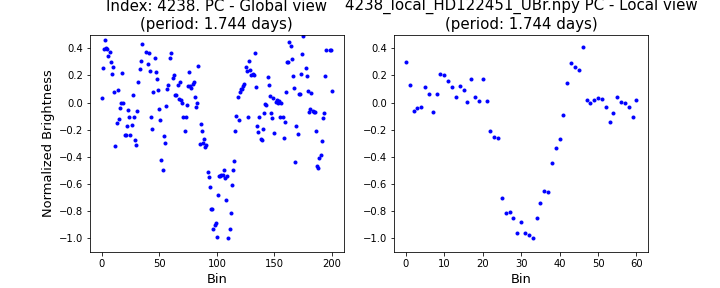 Index: 4238. PC - Global view
(period: 1.744 days)
4238_local_HD122451_UBr.npy PC - Local view
(period: 1.744 days)
Normalized Brightness
0.4
0.2
0.0
−0.2
−0.4
−0.6
−0.8
−1.0
0 50 100 150 200
Bin
0.4
0.2
0.0
−0.2
−0.4
−0.6
−0.8
−1.0
0 10 20 30 40 50 60
Bin